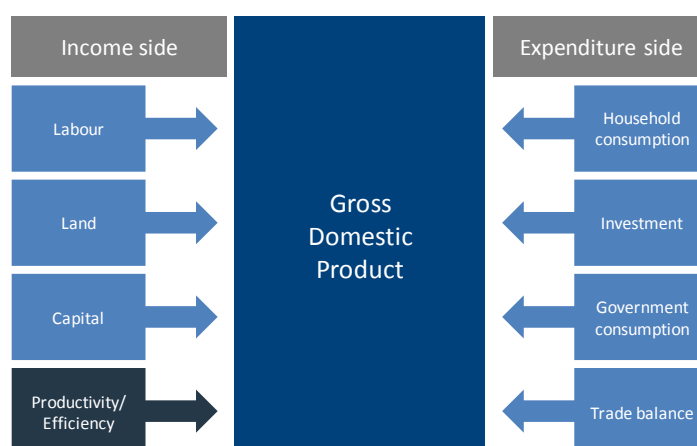 Income side
Labour
Land
Capital
Productivity/
Efficiency
Gross
Domestic
Product
Expenditure side
Household
consumption
Investment
Government
consumption
Trade balance